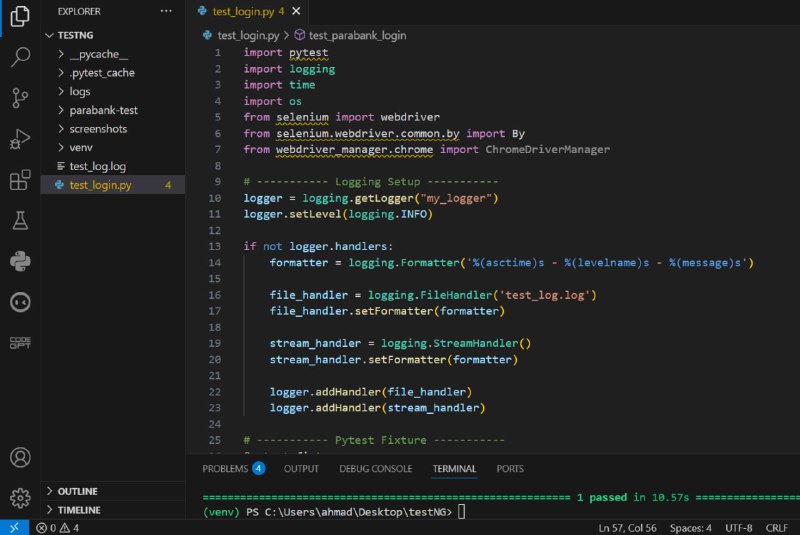 EXPLORER
TESTNG
__pycache__
.pytest_cache
logs
parabank-test
screenshots
venv
test_log.log
test_login.py 4
OUTLINE
TIMELINE
test_login.py 4
test_login.py > test_parabank_login
1 import pytest
2 import logging
3 import time
4 import os
5 from selenium import webdriver
6 from selenium.webdriver.common.by import By
7 from webdriver_manager.chrome import ChromeDriverManager
8
9 # ----------- Logging Setup -----------
10 logger = logging.getLogger("my_logger")
11 logger.setLevel(logging.INFO)
12
13 if not logger.handlers:
14 formatter = logging.Formatter('%(asctime)s - %(levelname)s - %(message)s')
15
16 file_handler = logging.FileHandler('test_log.log')
17 file_handler.setFormatter(formatter)
18
19 stream_handler = logging.StreamHandler()
20 stream_handler.setFormatter(formatter)
21
22 logger.addHandler(file_handler)
23 logger.addHandler(stream_handler)
24
25 # ----------- Pytest Fixture -----------
PROBLEMS 4 OUTPUT DEBUG CONSOLE TERMINAL PORTS
1 passed in 10.57s
(venv) PS C:\Users\ahmad\Desktop\testNG>
CODE
GPT
0 4 Ln 57, Col 56 Spaces: 4 UTF-8 CRLF